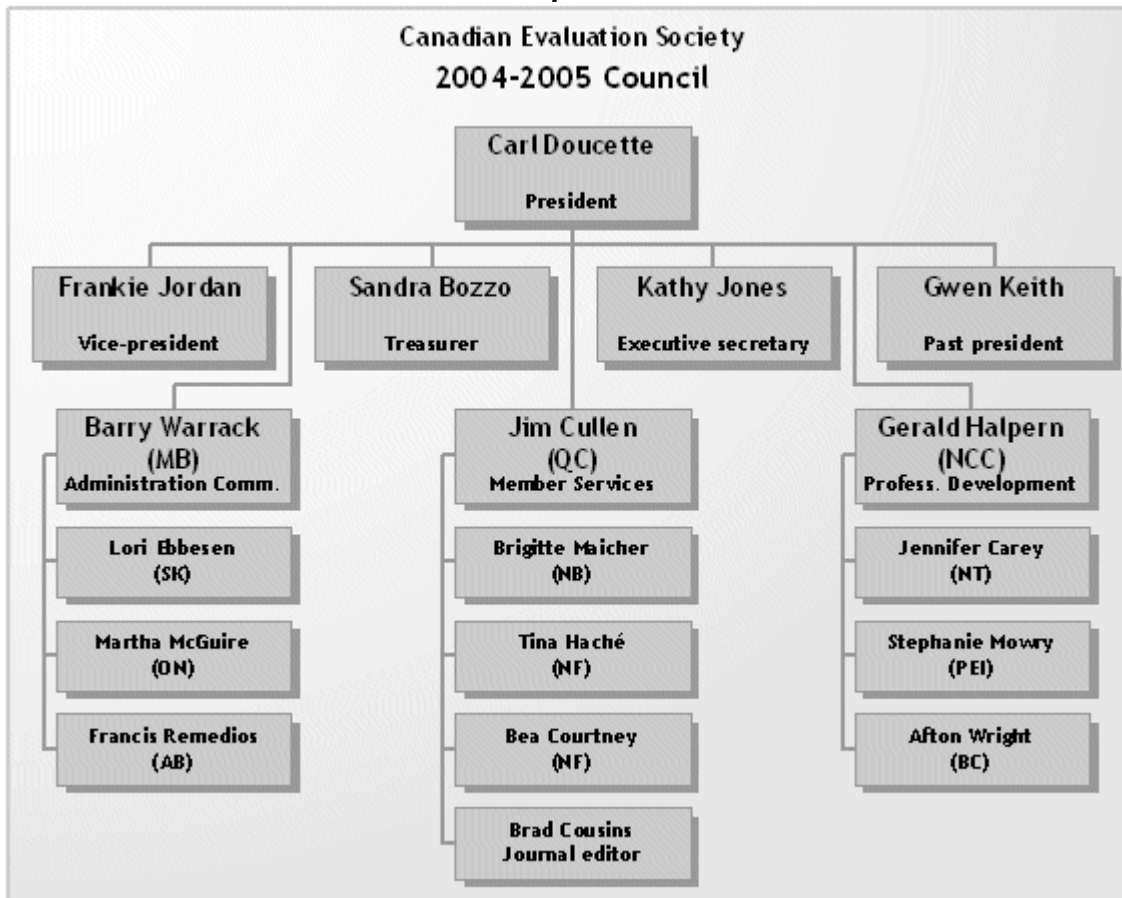 Canadian Evaluation Society
2004-2005 Council
Carl Doucette
President
Frankie Jordan
Vice-president
Sandra Bozzo
Treasurer
Kathy Jones
Executive secretary
Gwen Keith
Past president
Barry Warrack
(MB)
Administration Comm.
Lori Ebbesen
(SK)
Martha McGuire
(ON)
Francis Remedios
(AB)
Jim Cullen
(QC)
Member Services
Brigitte Maicher
(NB)
Tina Haché
(NF)
Bea Courtney
(NF)
Brad Cousins
Journal editor
Gerald Halpern
(NCC)
Profess. Development
Jennifer Carey
(NT)
Stephanie Mowry
(PEI)
Afton Wright
(BC)